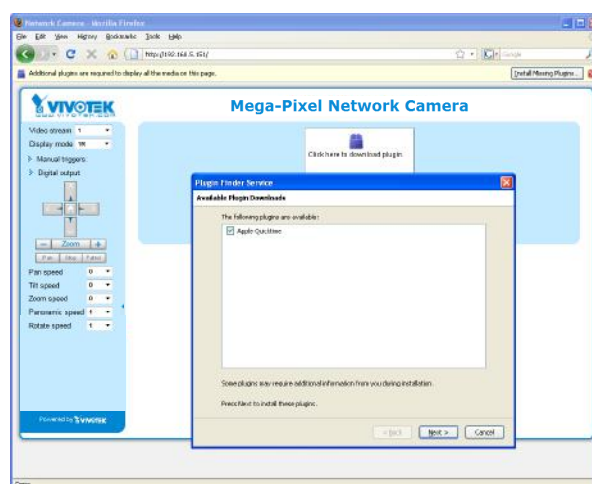 Network Camera - Mozilla Firefox
File Edit View History Bookmarks Tools Help
http://192.168.5.151/
Google
Additional plugins are required to display all the media on this page.
Install Missing Plugins...
VIVOTEK
Mega-Pixel Network Camera
Video stream 1
Display mode
Manual triggers:
Digital output:
Click here to download plugin.
Plugin Finder Service
Available Plugin Downloads
The following plugins are available:
Apple Quicktime
Zoom
Pan Stop Patrol
Pan speed 0
Tilt speed 0
Zoom speed 0
Panoramic speed 1
Rotate speed 1
Some plugins may require additional information from you during installation.
Press Next to install these plugins.
Powered by VIVOTEK
< Back Next > Cancel